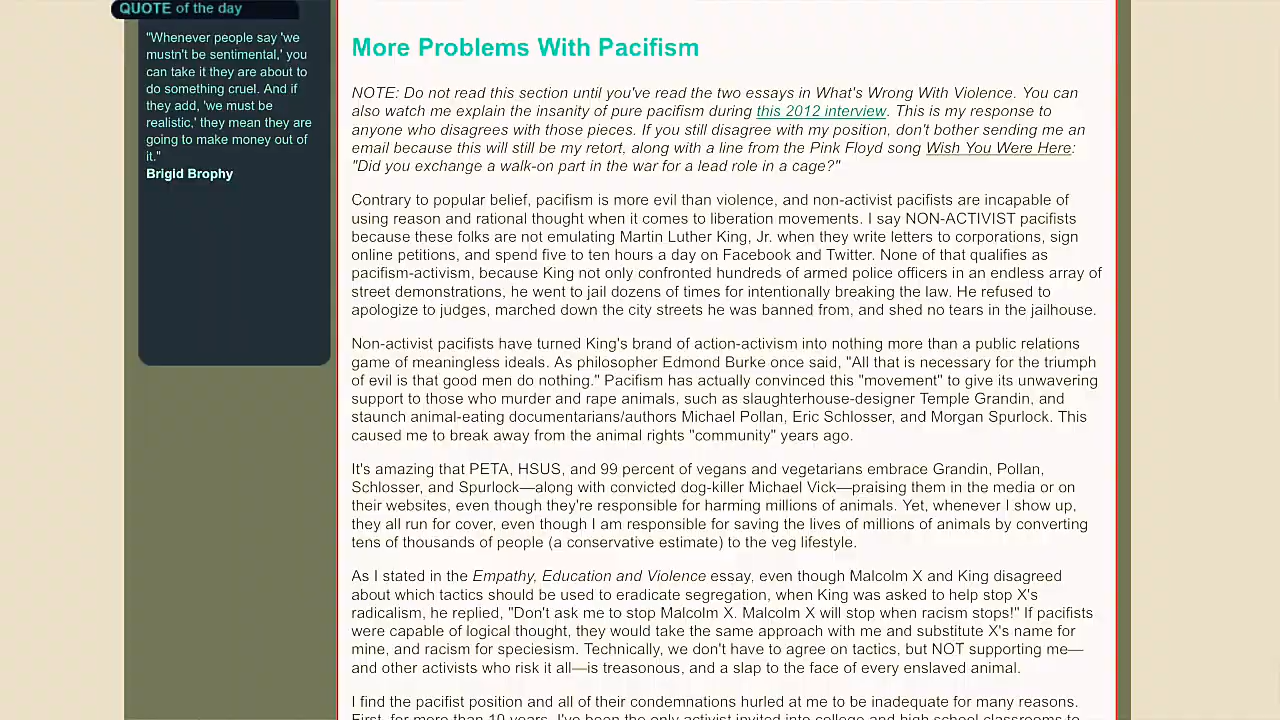 QUOTE of the day
"Whenever people say 'we
mustn't be sentimental,' you
can take it they are about to
do something cruel. And if
they add, 'we must be
realistic,' they mean they are
going to make money out of
it."
Brigid Brophy
More Problems With Pacifism
NOTE: Do not read this section until you've read the two essays in What's Wrong With Violence. You can
also watch me explain the insanity of pure pacifism during this 2012 interview. This is my response to
anyone who disagrees with those pieces. If you still disagree with my position, don't bother sending me an
email because this will still be my retort, along with a line from the Pink Floyd song Wish You Were Here:
"Did you exchange a walk-on part in the war for a lead role in a cage?"
Contrary to popular belief, pacifism is more evil than violence, and non-activist pacifists are incapable of
using reason and rational thought when it comes to liberation movements. I say NON-ACTIVIST pacifists
because these folks are not emulating Martin Luther King, Jr. when they write letters to corporations, sign
online petitions, and spend five to ten hours a day on Facebook and Twitter. None of that qualifies as
pacifism-activism, because King not only confronted hundreds of armed police officers in an endless array of
street demonstrations, he went to jail dozens of times for intentionally breaking the law. He refused to
apologize to judges, marched down the city streets he was banned from, and shed no tears in the jailhouse.
Non-activist pacifists have turned King's brand of action-activism into nothing more than a public relations
game of meaningless ideals. As philosopher Edmond Burke once said, "All that is necessary for the triumph
of evil is that good men do nothing." Pacifism has actually convinced this "movement" to give its unwavering
support to those who murder and rape animals, such as slaughterhouse-designer Temple Grandin, and
staunch animal-eating documentarians/authors Michael Pollan, Eric Schlosser, and Morgan Spurlock. This
caused me to break away from the animal rights "community" years ago.
It's amazing that PETA, HSUS, and 99 percent of vegans and vegetarians embrace Grandin, Pollan,
Schlosser, and Spurlock—along with convicted dog-killer Michael Vick—praising them in the media or on
their websites, even though they're responsible for harming millions of animals. Yet, whenever I show up,
they all run for cover, even though I am responsible for saving the lives of millions of animals by converting
tens of thousands of people (a conservative estimate) to the veg lifestyle.
As I stated in the Empathy, Education and Violence essay, even though Malcolm X and King disagreed
about which tactics should be used to eradicate segregation, when King was asked to help stop X's
radicalism, he replied, "Don't ask me to stop Malcolm X. Malcolm X will stop when racism stops!" If pacifists
were capable of logical thought, they would take the same approach with me and substitute X's name for
mine, and racism for speciesism. Technically, we don't have to agree on tactics, but NOT supporting me—
and other activists who risk it all—is treasonous, and a slap to the face of every enslaved animal.
I find the pacifist position and all of their condemnations hurled at me to be inadequate for many reasons.
First, for more than 10 years, I've been the only activist invited into college and high school classrooms to